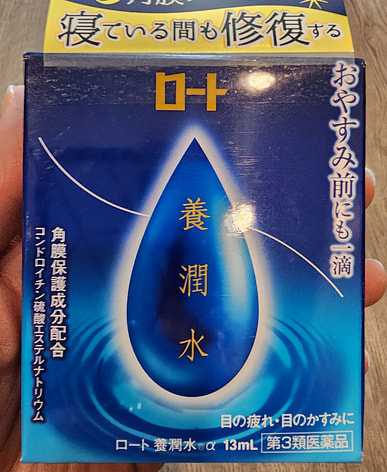 角膜
寝ている間も修復する
ロート
おやすみ前にも一滴
養潤水
角膜保護成分配合
コンドロイチン硫酸エステルナトリウム
目の疲れ・目のかすみに
ロート 養潤水®α 13mL 第3類医薬品